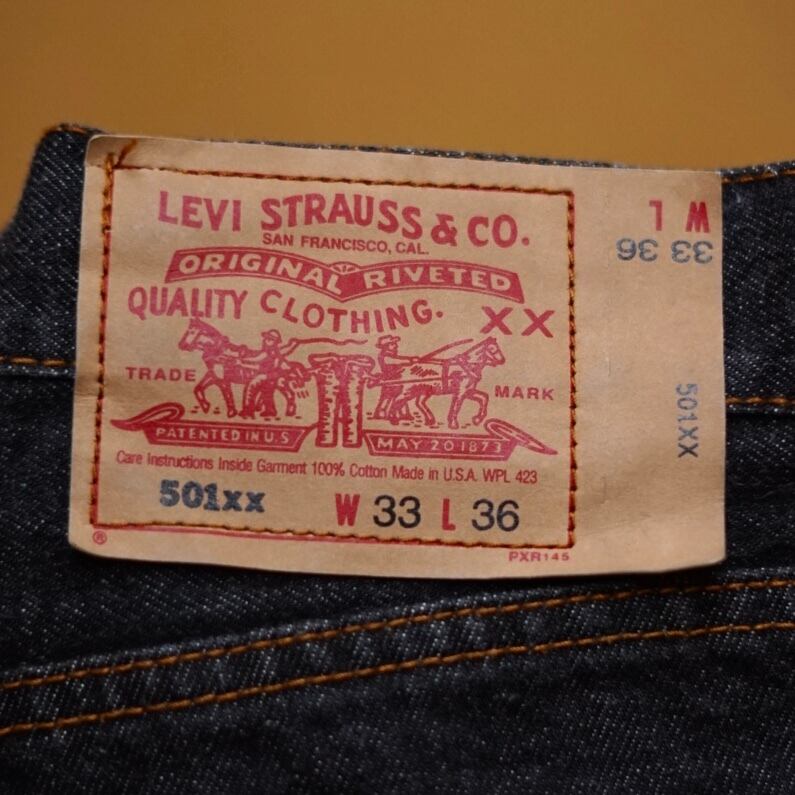 LEVI STRAUSS & CO.
SAN FRANCISCO, CAL.
ORIGINAL RIVETED
QUALITY CLOTHING. XX
TRADE MARK
PATENTED IN U.S MAY 20 1873
Care Instructions Inside Garment 100% Cotton Made in U.S.A. WPL 423
501xx W 33 L 36
®
PXR145
W L
33 36
501XX